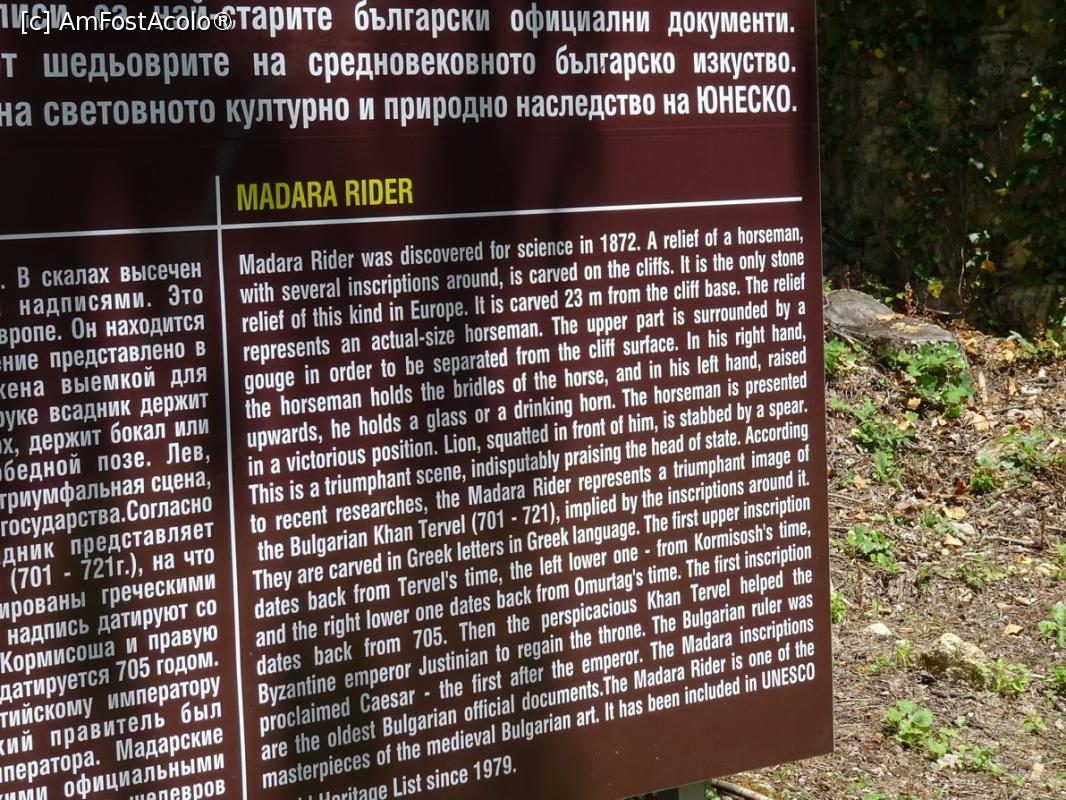 [c] AmFostAcolo®
са най-старите български официални документи.
шедьоврите на средновековното българско изкуство.
на световното културно и природно наследство на ЮНЕСКО.
. В скалах высечен
надписями. Это
Он находится
представлено в
выемкой для
всадник держит
держит бокал или
позе. Лев,
триумфальная сцена,
государства.Согласно
представляет
(701 - 721г.), на что
греческими
надпись датируют со
Кормисоша и правую
датируется 705 годом.
императору
правитель был
Мадарские
официальными
MADARA RIDER
Madara Rider was discovered for science in 1872. A relief of a horseman,
with several inscriptions around, is carved on the cliffs. It is the only stone
relief of this kind in Europe. It is carved 23 m from the cliff base. The relief
represents an actual-size horseman. The upper part is surrounded by a
gouge in order to be separated from the cliff surface. In his right hand,
the horseman holds the bridles of the horse, and in his left hand, raised
upwards, he holds a glass or a drinking horn. The horseman is presented
in a victorious position. Lion, squatted in front of him, is stabbed by a spear.
This is a triumphant scene, indisputably praising the head of state. According
to recent researches, the Madara Rider represents a triumphant image of
the Bulgarian Khan Tervel (701 - 721), implied by the inscriptions around it.
They are carved in Greek letters in Greek language. The first upper inscription
dates back from Tervel's time, the left lower one - from Kormisosh's time,
and the right lower one dates back from Omurtag's time. The first inscription
dates back from 705. Then the perspicacious Khan Tervel helped the
Byzantine emperor Justinian to regain the throne. The Bulgarian ruler was
proclaimed Caesar - the first after the emperor. The Madara inscriptions
are the oldest Bulgarian official documents.The Madara Rider is one of the
masterpieces of the medieval Bulgarian art. It has been included in UNESCO
Heritage List since 1979.